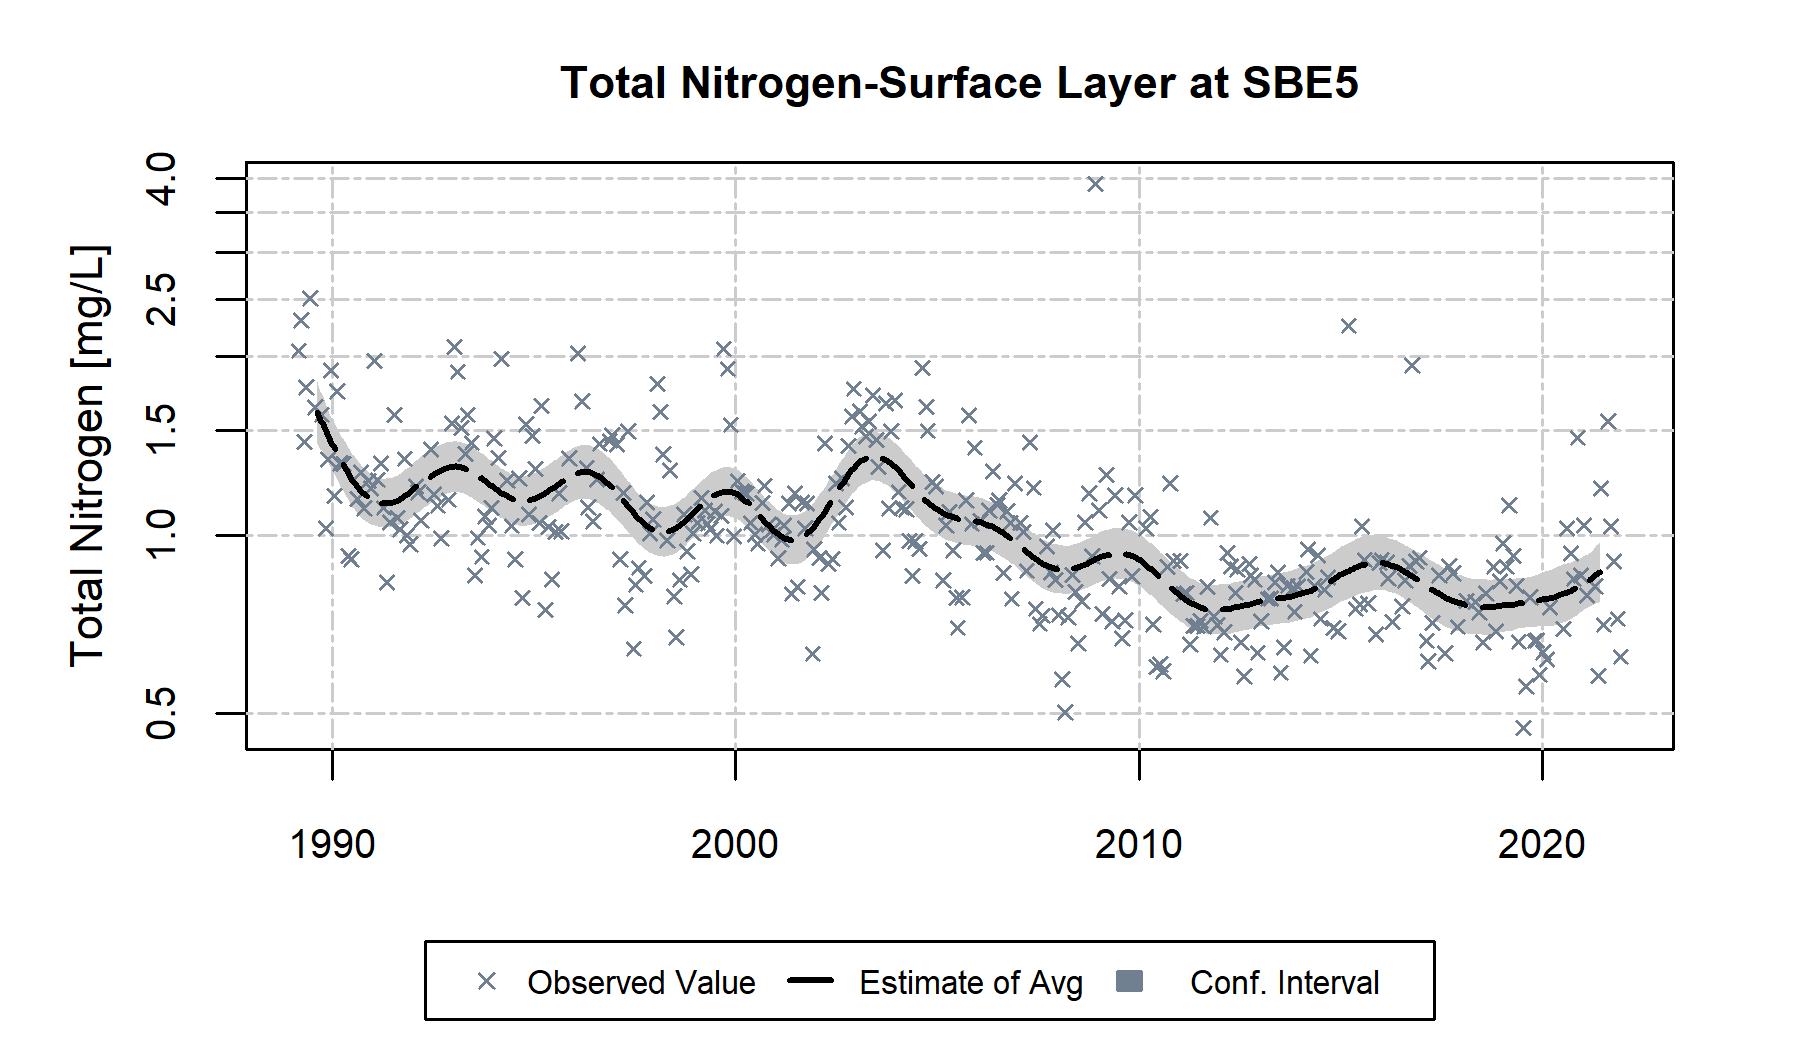 Total Nitrogen-Surface Layer at SBE5
Total Nitrogen [mg/L]
4.0
2.5
1.5
1.0
0.5
1990 2000 2010 2020
Observed Value Estimate of Avg Conf. Interval